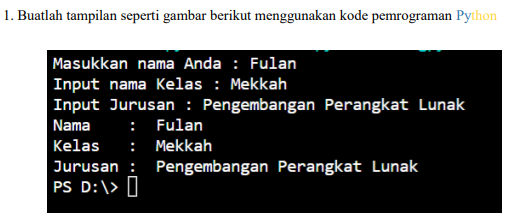 1. Buatlah tampilan seperti gambar berikut menggunakan kode pemrograman Python
Masukkan nama Anda : Fulan
Input nama Kelas : Mekkah
Input Jurusan : Pengembangan Perangkat Lunak
Nama    :  Fulan
Kelas   :  Mekkah
Jurusan :  Pengembangan Perangkat Lunak
PS D:\>